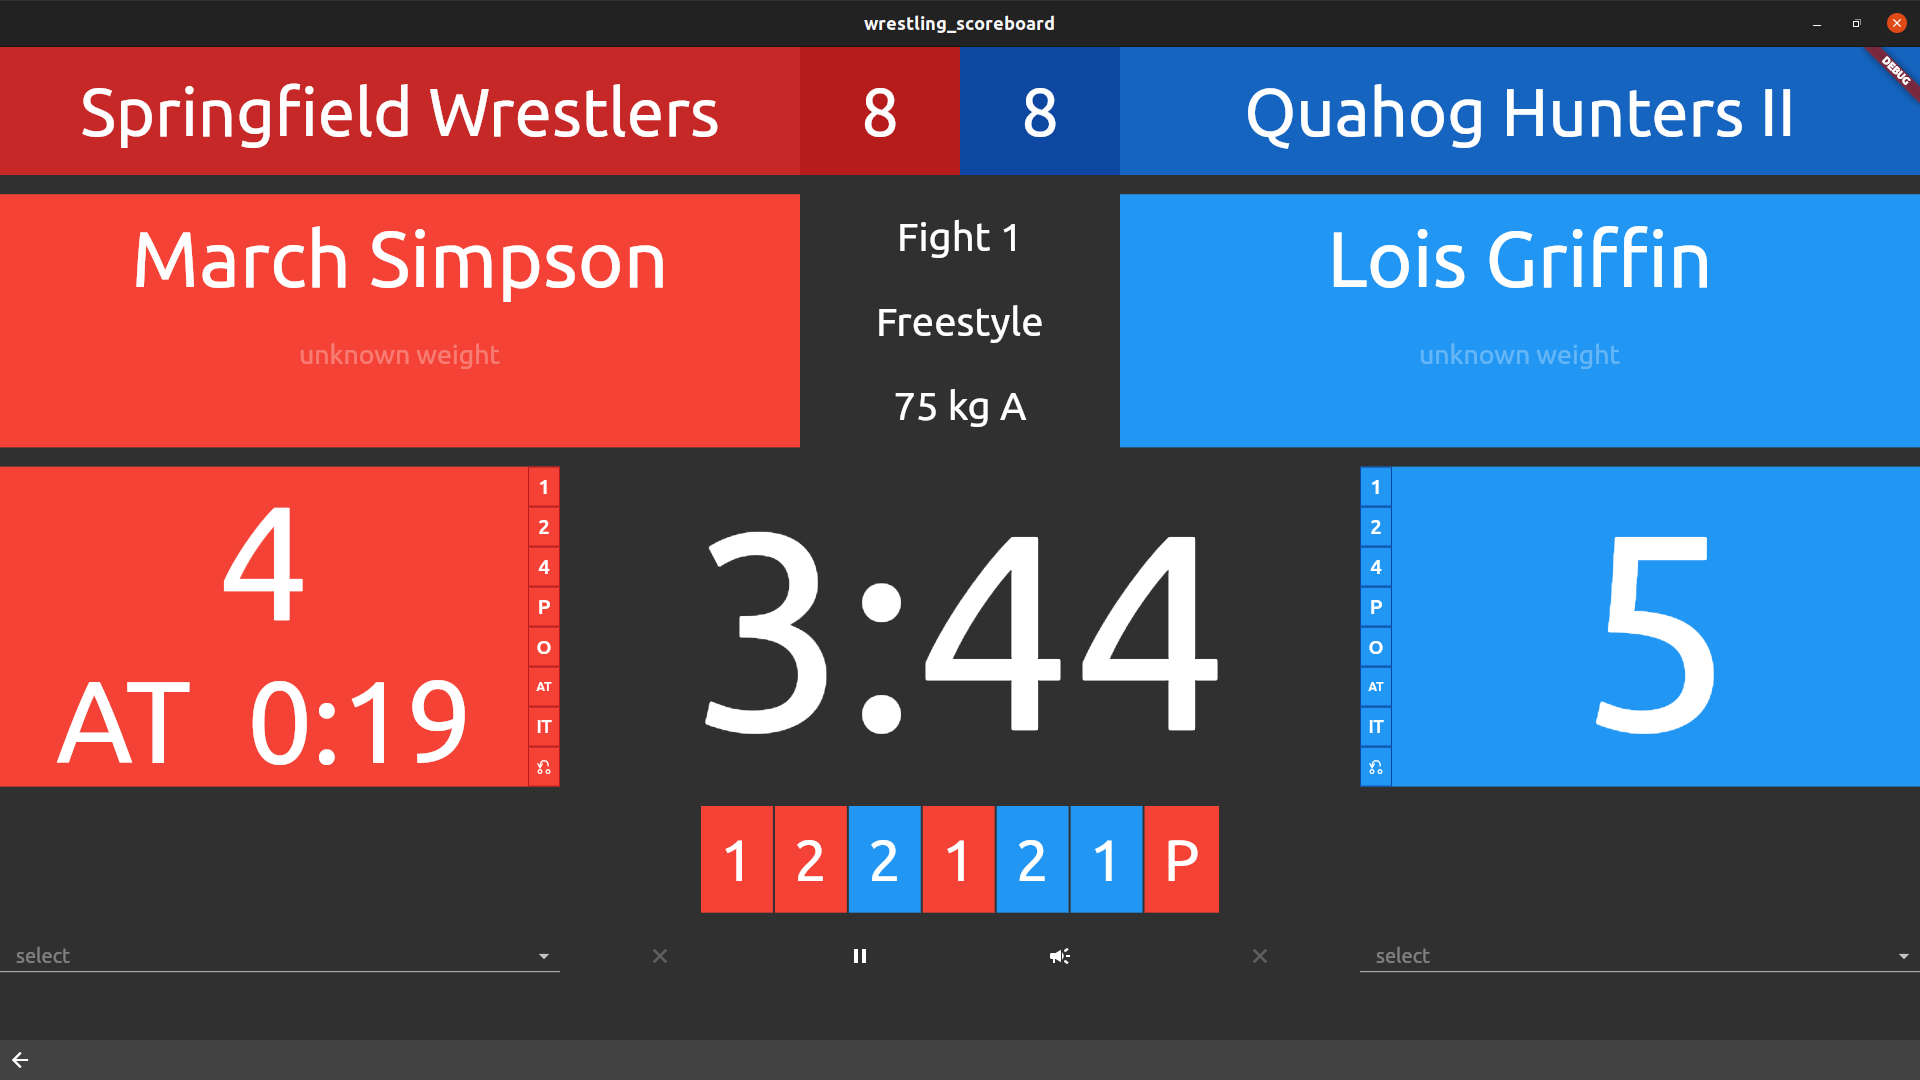 wrestling_scoreboard
DEBUG
Springfield Wrestlers
8
8
Quahog Hunters II
March Simpson
unknown weight
Fight 1
Freestyle
75 kg A
Lois Griffin
unknown weight
4
AT 0:19
1
2
4
P
O
AT
IT
3:44
1
2
4
P
O
AT
IT
5
1 2 2 1 2 1 P
select
select